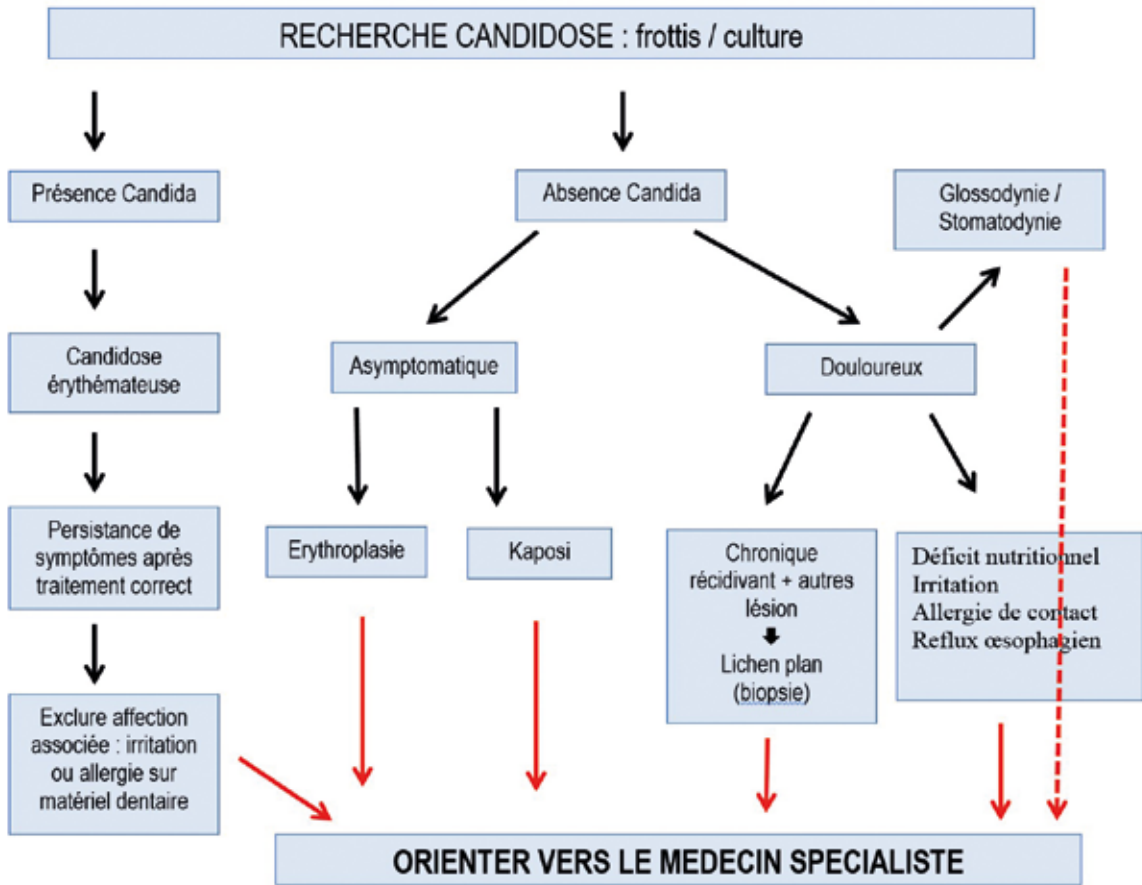 RECHERCHE CANDIDOSE : frottis / culture
Présence Candida
Absence Candida
Glossodynie /
Stomatodynie
Candidose
érythémateuse
Asymptomatique
Douloureux
Persistance de
symptômes après
traitement correct
Erythroplasie
Kaposi
Chronique
récidivant + autres
lésion
Lichen plan
(biopsie)
Déficit nutritionnel
Irritation
Allergie de contact
Reflux œsophagien
Exclure affection
associée : irritation
ou allergie sur
matériel dentaire
ORIENTER VERS LE MEDECIN SPECIALISTE